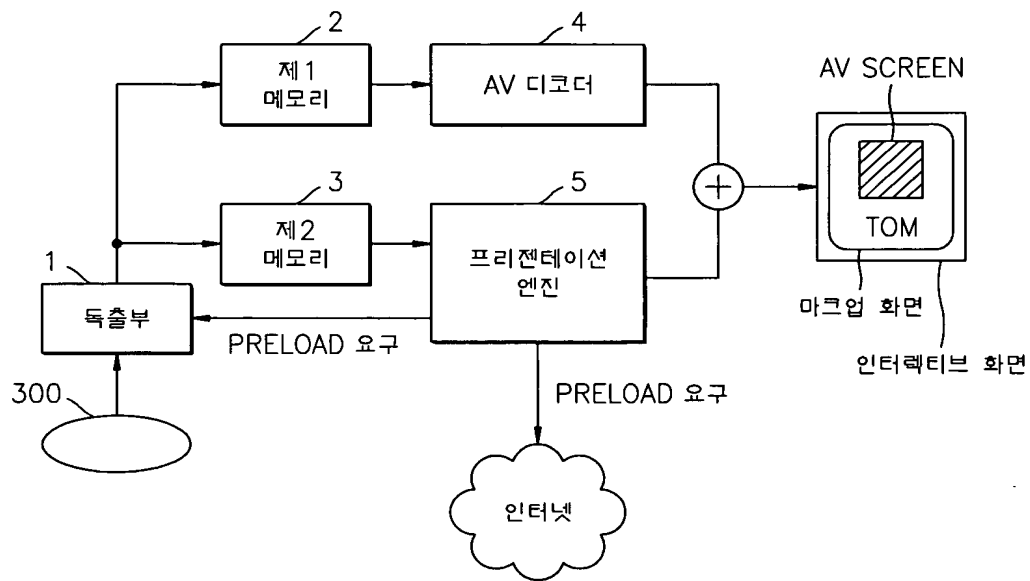 2
제1
메모리
4
AV 디코더
AV SCREEN
TOM
3
제2
메모리
5
프리젠테이션
엔진
마크업 화면
인터렉티브 화면
1
독출부
PRELOAD 요구
300
PRELOAD 요구
인터넷